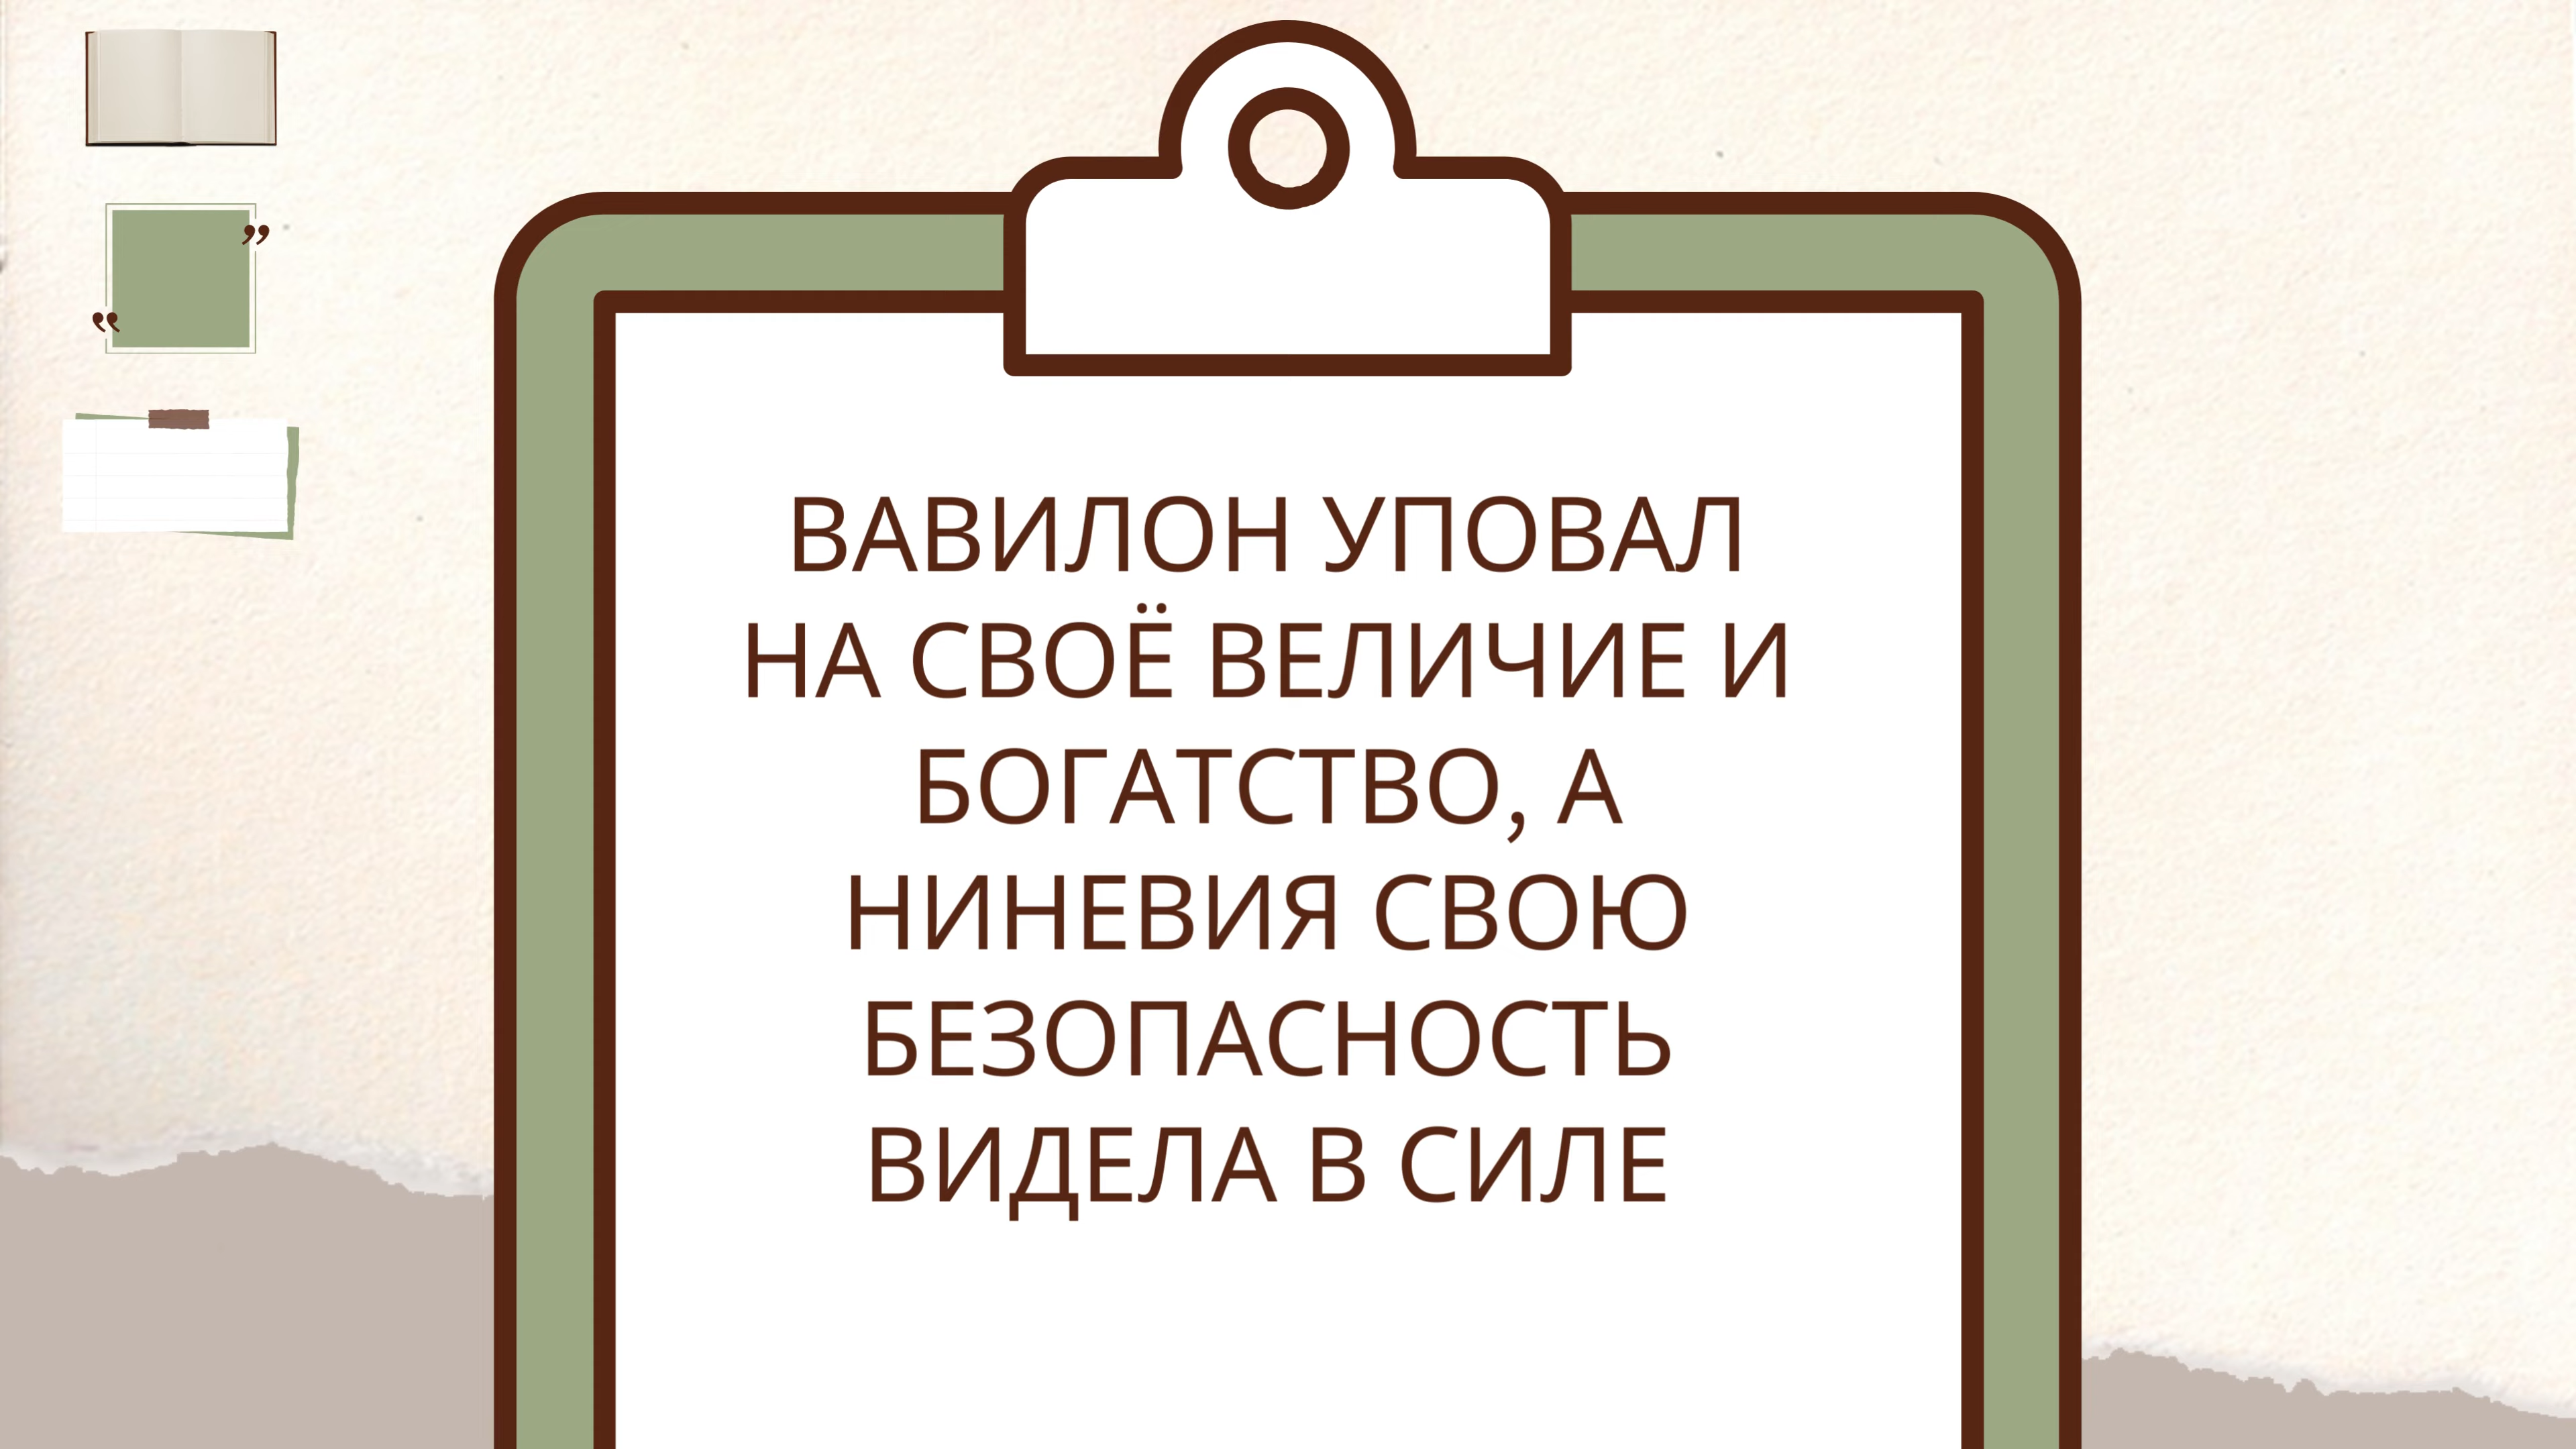 ВАВИЛОН УПОВАЛ
НА СВОЁ ВЕЛИЧИЕ И
БОГАТСТВО, А
НИНЕВИЯ СВОЮ
БЕЗОПАСНОСТЬ
ВИДЕЛА В СИЛЕ